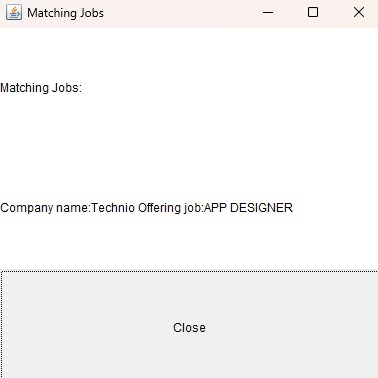 Matching Jobs
Matching Jobs:
Company name:Technio Offering job:APP DESIGNER
Close